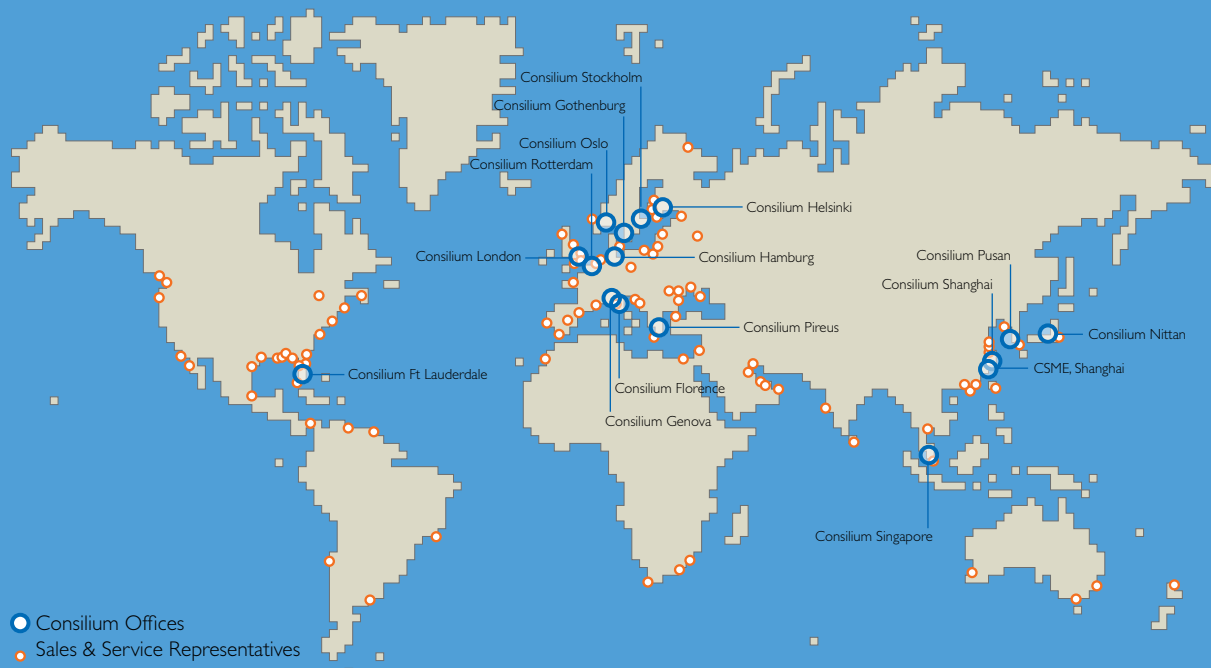 Consilium Stockholm
Consilium Gothenburg
Consilium Oslo
Consilium Rotterdam
Consilium Helsinki
Consilium London
Consilium Hamburg
Consilium Pusan
Consilium Shanghai
Consilium Pireus
Consilium Nittan
CSME, Shanghai
Consilium Ft Lauderdale
Consilium Florence
Consilium Genova
Consilium Singapore
Consilium Offices
Sales & Service Representatives